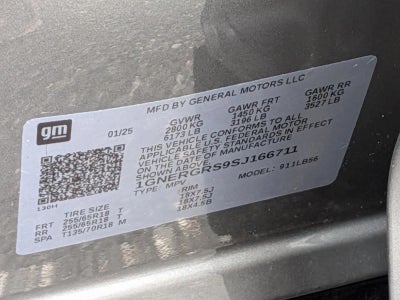 gm
MFD BY GENERAL MOTORS LLC
01/25 GVWR GAWR FRT GAWR RR
2800 KG 1450 KG 1600 KG
6173 LB 3196 LB 3527 LB
THIS VEHICLE CONFORMS TO ALL
APPLICABLE U.S. FEDERAL MOTOR
VEHICLE SAFETY STANDARDS IN EFFECT
ON THE DATE OF MANUFACTURE
1GNERGRS9SJ166711
TYPE: MPV MODEL:
TIRE SIZE RIM
FRT 255/65R18 T 18X7.5J
RR 255/65R18 T 18X7.5J
SPA T135/70R18 M 18X4.5B